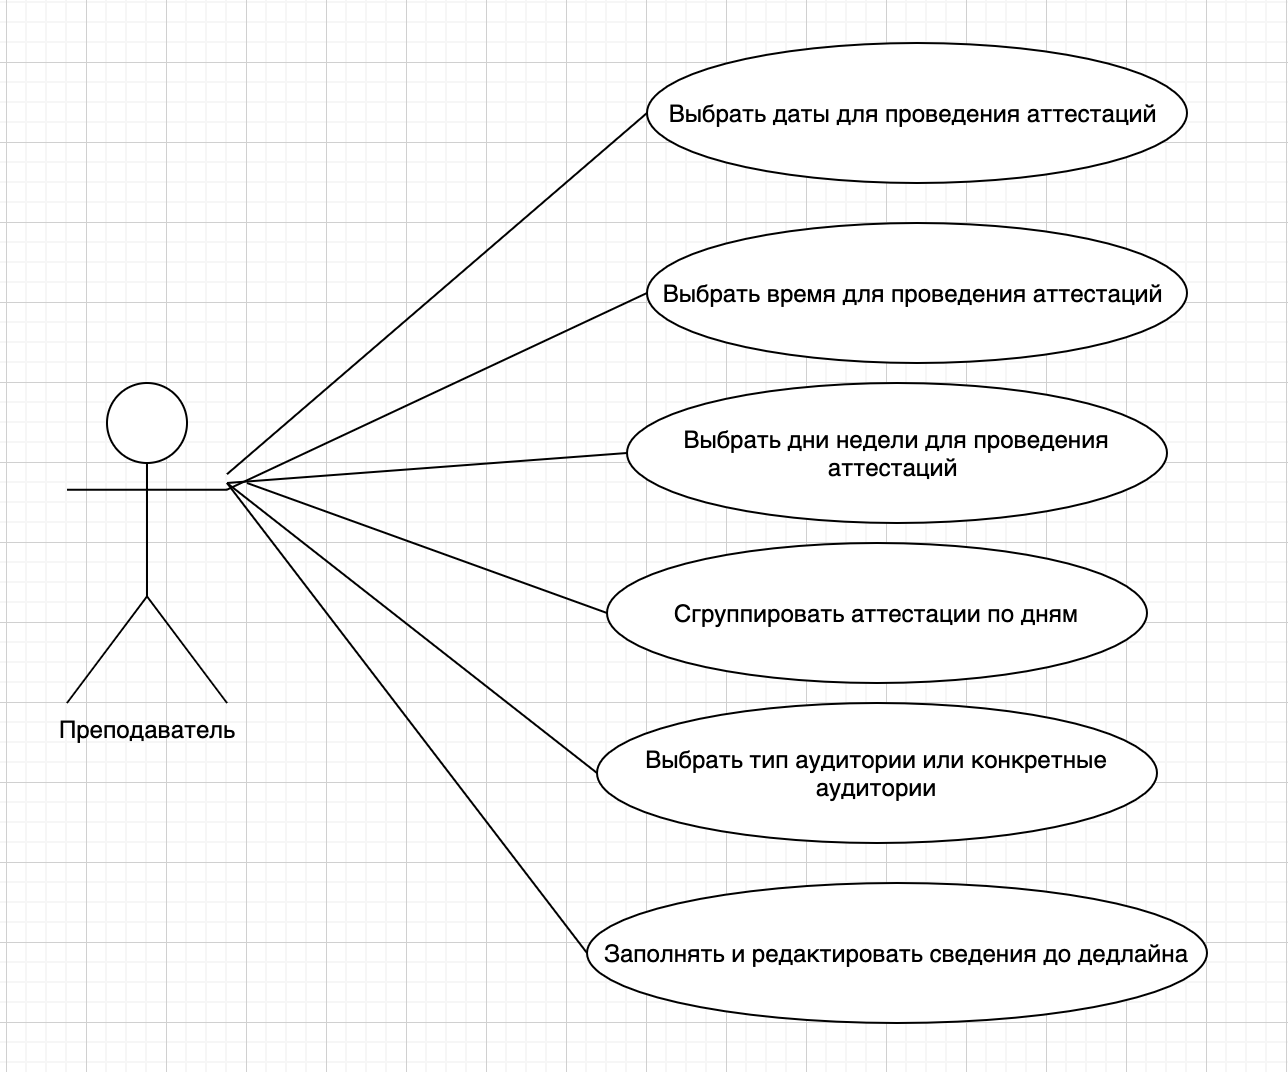 Выбрать даты для проведения аттестаций
Выбрать время для проведения аттестаций
Выбрать дни недели для проведения
аттестаций
Сгруппировать аттестации по дням
Преподаватель
Выбрать тип аудитории или конкретные
аудитории
Заполнять и редактировать сведения до дедлайна